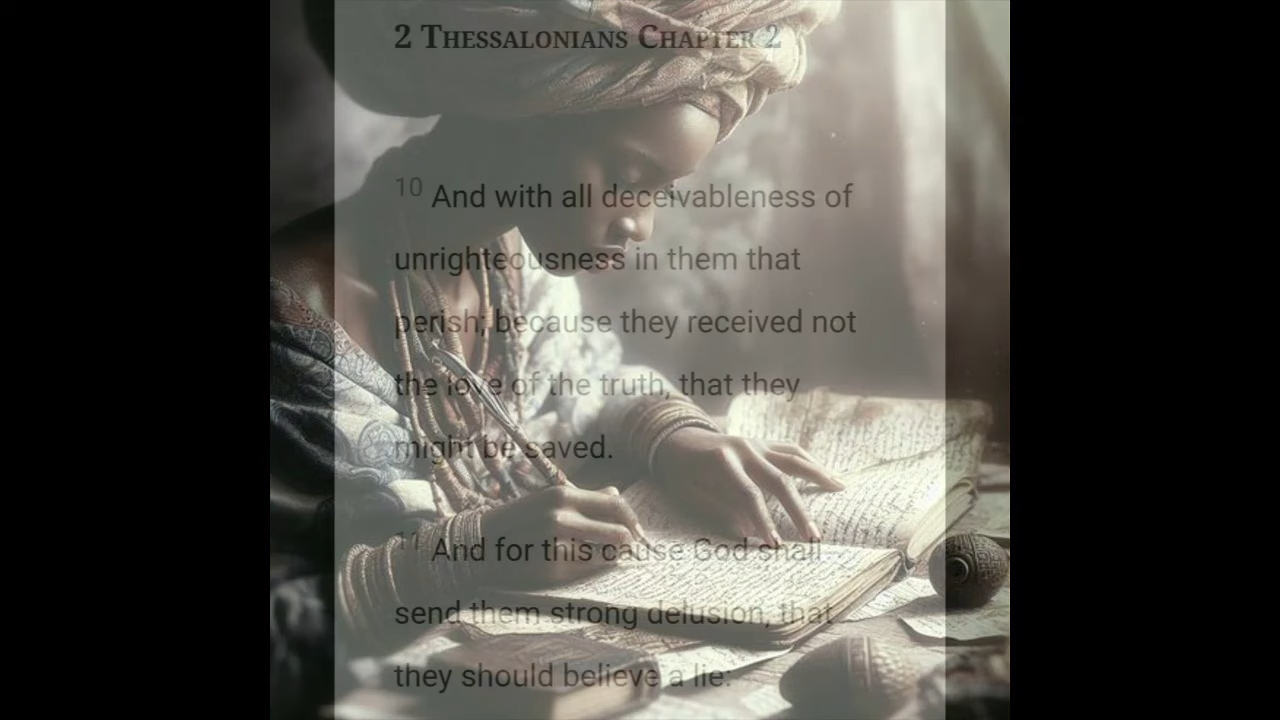 2 Thessalonians Chapter 2
10 And with all deceivableness of
unrighteousness in them that
perish; because they received not
the love of the truth, that they
might be saved.
11 And for this cause God shall
send them strong delusion, that
they should believe a lie: